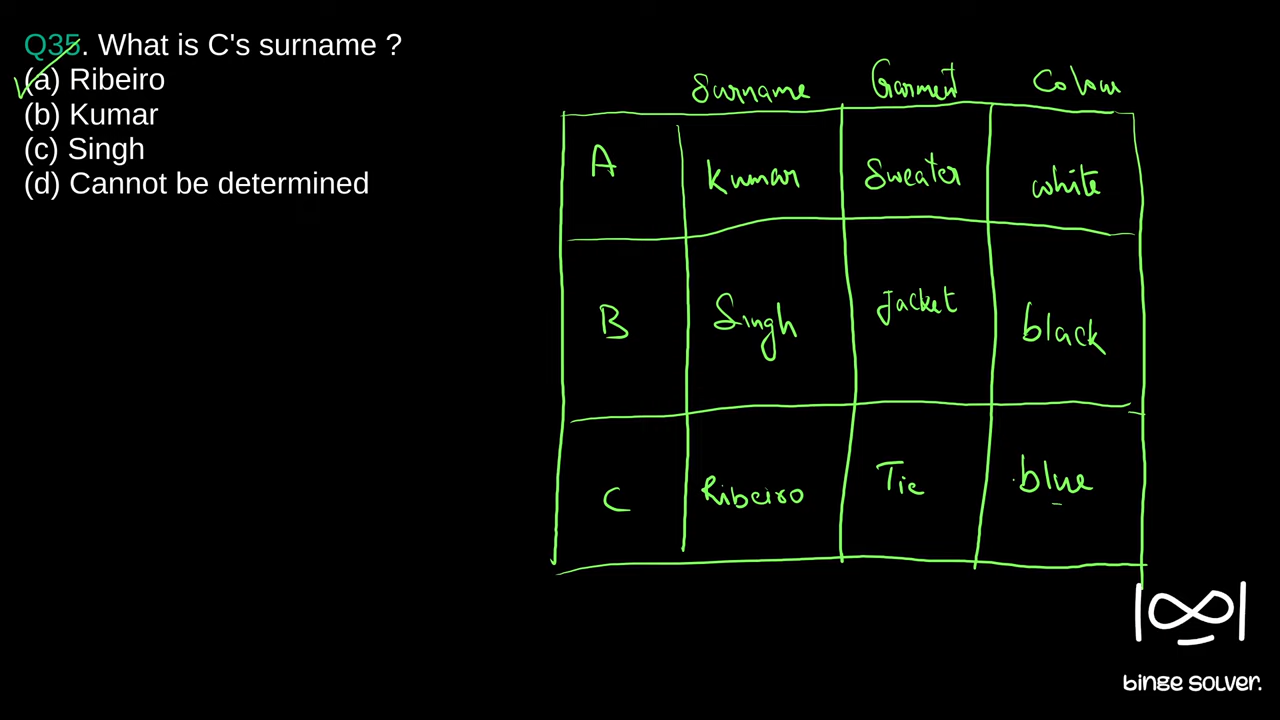 Q35. What is C's surname ?
(a) Ribeiro
(b) Kumar
(c) Singh
(d) Cannot be determined
Surname Garment Colour
A Kumar Sweater white
B Singh Jacket black
C Ribeiro Tie blue
binge solver.